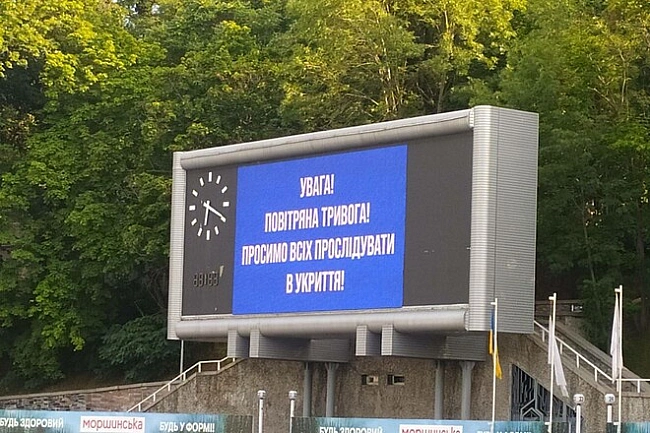 УВАГА!
ПОВІТРЯНА ТРИВОГА!
ПРОСИМО ВСІХ ПРОСЛІДУВАТИ
В УКРИТТЯ!
БУДЬ ЗДОРОВИЙ моршинська БУДЬ У ФОРМІ!
БУДЬ ЗДОРОВИЙ моршинська